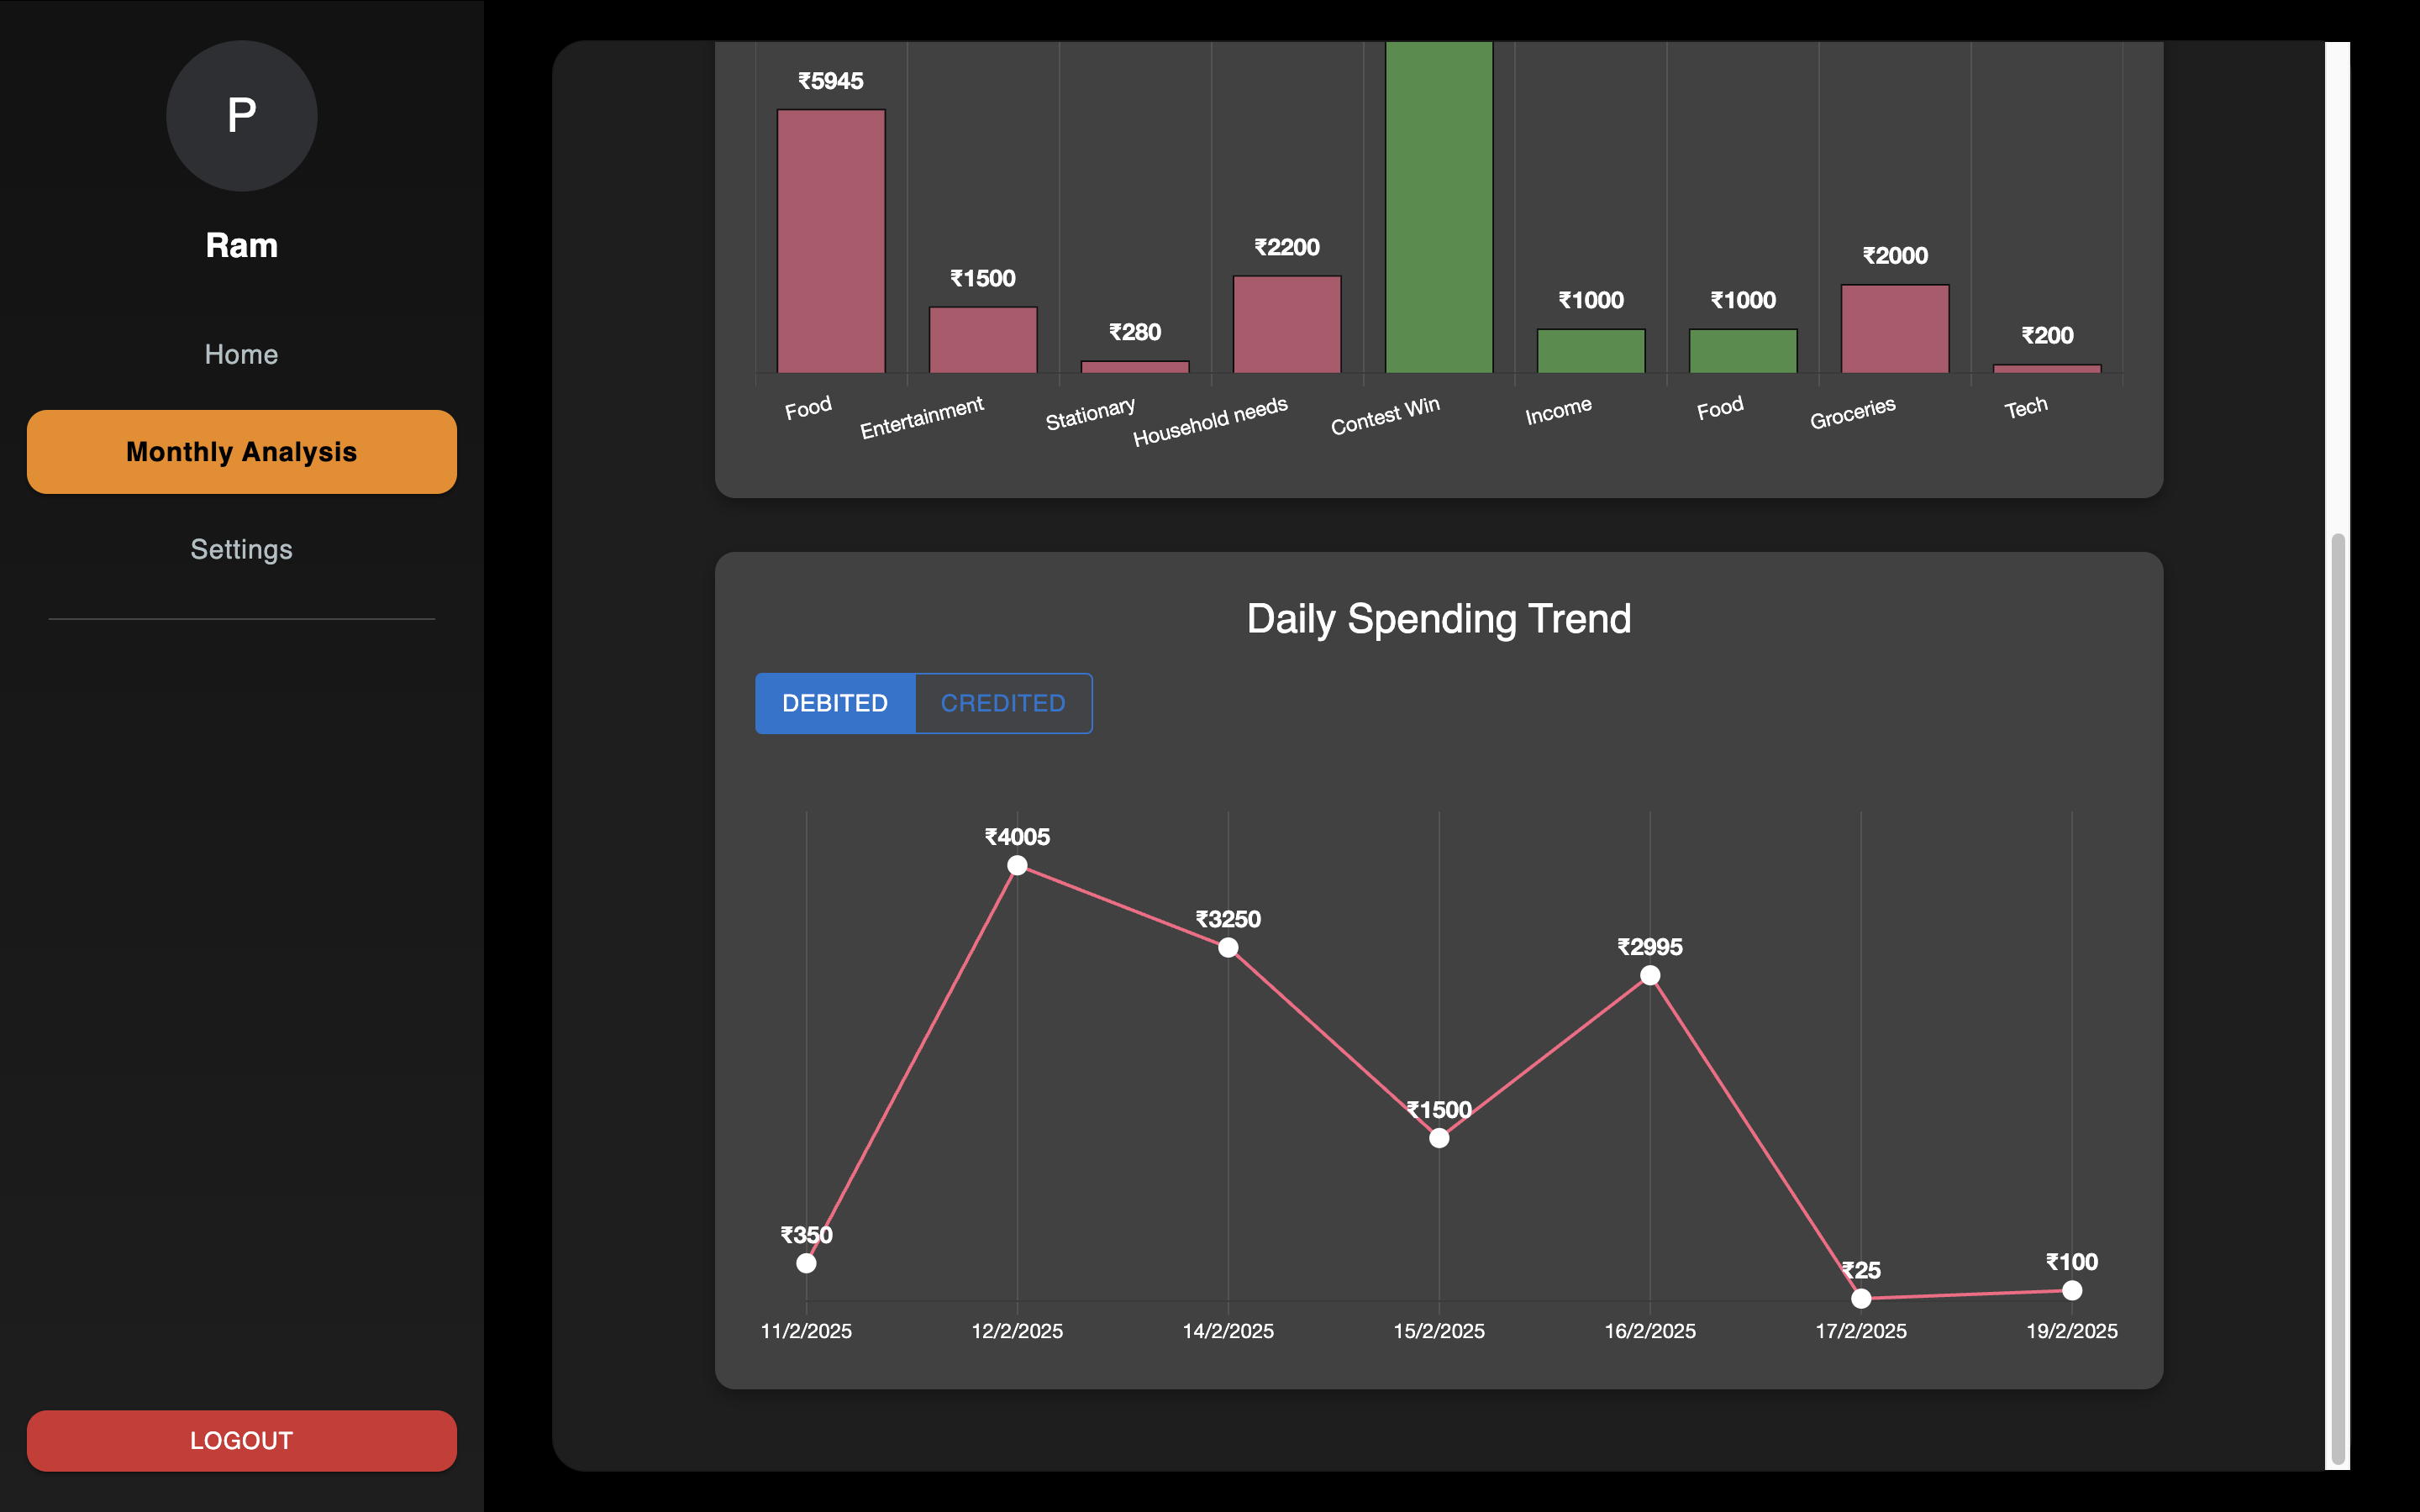 P
Ram
Home
Monthly Analysis
Settings
LOGOUT
₹5945
₹1500
₹280
₹2200
₹1000
₹1000
₹2000
₹200
Food
Entertainment
Stationary
Household needs
Contest Win
Income
Food
Groceries
Tech
Daily Spending Trend
DEBITED
CREDITED
₹350
₹4005
₹3250
₹1500
₹2995
₹25
₹100
11/2/2025
12/2/2025
14/2/2025
15/2/2025
16/2/2025
17/2/2025
19/2/2025